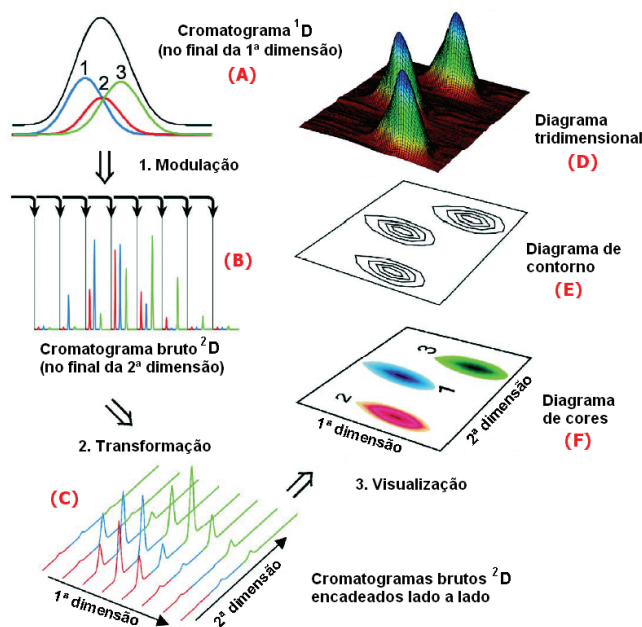 Cromatograma ¹D
(no final da 1ª dimensão)
(A)
1
2
3
1. Modulação
(B)
Cromatograma bruto ²D
(no final da 2ª dimensão)
2. Transformação
(C)
1ª dimensão
2ª dimensão
Cromatogramas brutos ²D
encadeados lado a lado
3. Visualização
Diagrama
tridimensional
(D)
Diagrama de
contorno
(E)
3
1
2
1ª dimensão
2ª dimensão
Diagrama
de cores
(F)